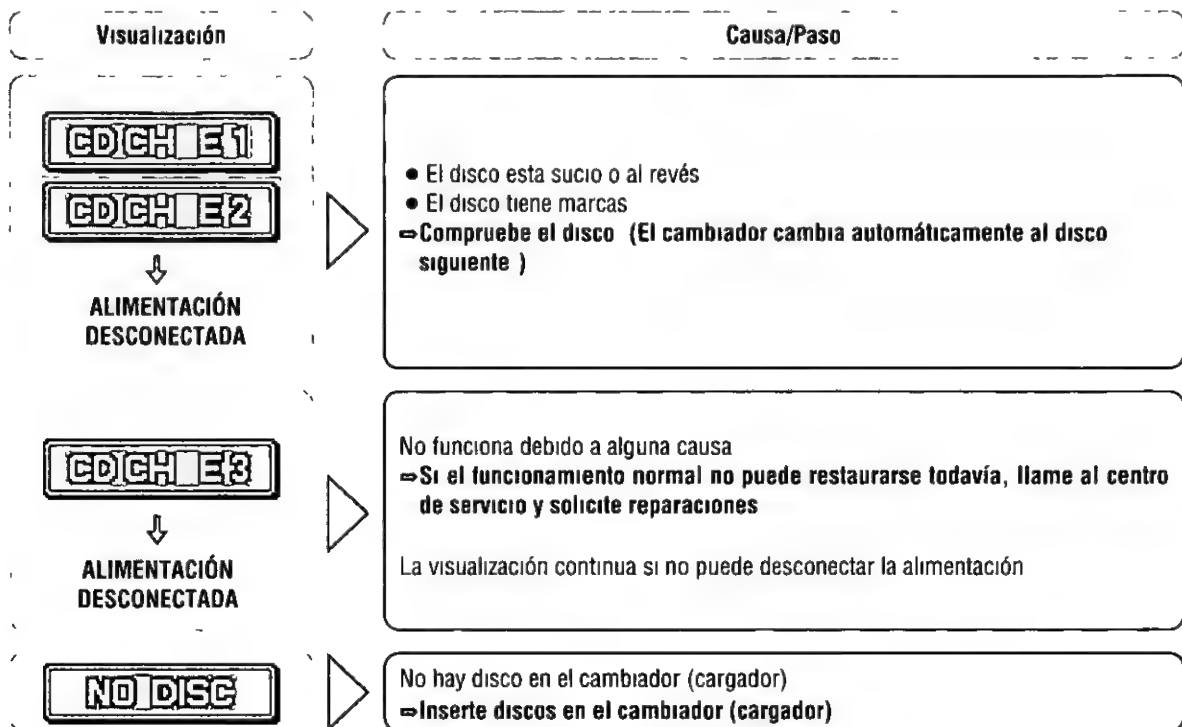 Visualización
Causa/Paso
CD CH E1
CD CH E2
ALIMENTACIÓN
DESCONECTADA
● El disco esta sucio o al revés
● El disco tiene marcas
⇒Compruebe el disco (El cambiador cambia automáticamente al disco
siguiente )
CD CH E3
ALIMENTACIÓN
DESCONECTADA
No funciona debido a alguna causa
⇒Si el funcionamiento normal no puede restaurarse todavía, llame al centro
de servicio y solicite reparaciones
La visualización continua si no puede desconectar la alimentación
NO DISC
No hay disco en el cambiador (cargador)
⇒Inserte discos en el cambiador (cargador)